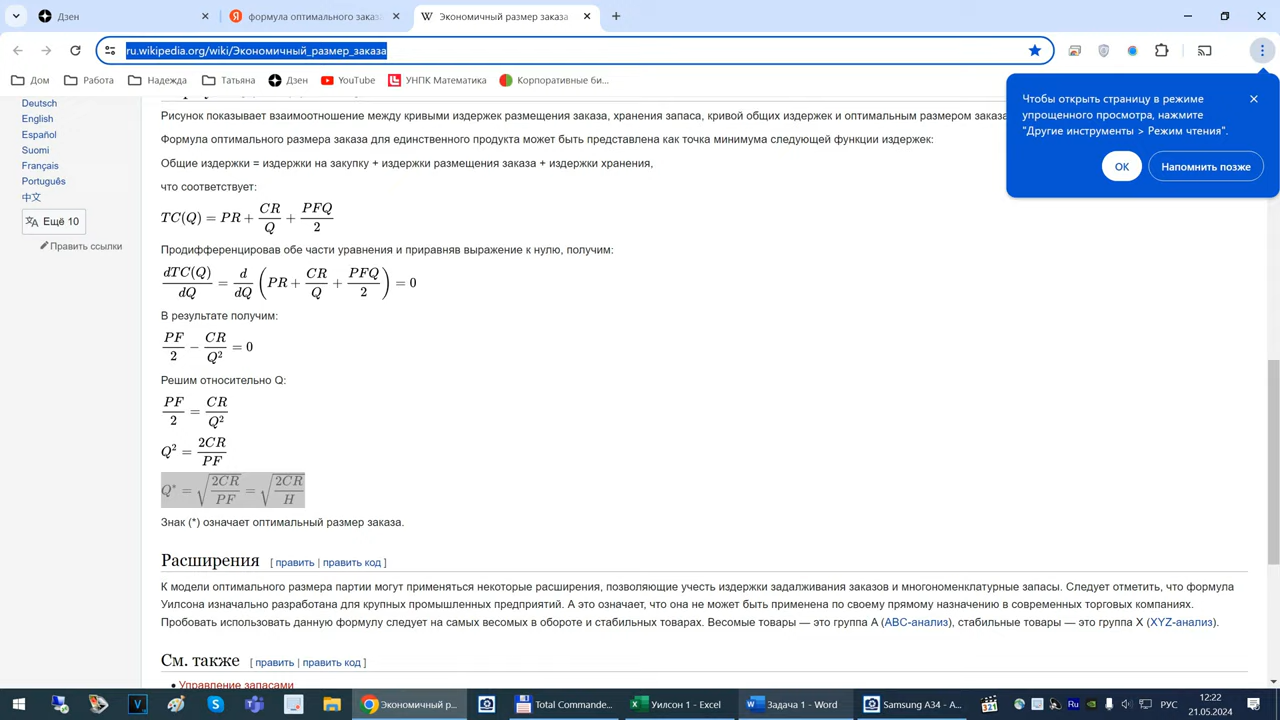 Дзен
формула оптимального заказа
Экономичный размер заказа
ru.wikipedia.org/wiki/Экономичный_размер_заказа
Дом
Работа
Надежда
Татьяна
Дзен
YouTube
УНПК Математика
Корпоративные би...
Чтобы открыть страницу в режиме
упрощенного просмотра, нажмите
"Другие инструменты > Режим чтения".
ОК
Напомнить позже
Deutsch
English
Español
Suomi
Français
Português
中文
Ещё 10
Править ссылки
Рисунок показывает взаимоотношение между кривыми издержек размещения заказа, хранения запаса, кривой общих издержек и оптимальным размером заказа
Формула оптимального размера заказа для единственного продукта может быть представлена как точка минимума следующей функции издержек:
Общие издержки = издержки на закупку + издержки размещения заказа + издержки хранения,
что соответствует:
TC(Q) = PR + CR/Q + PFQ/2
Продифференцировав обе части уравнения и приравняв выражение к нулю, получим:
dTC(Q)/dQ = d/dQ (PR + CR/Q + PFQ/2) = 0
В результате получим:
PF/2 − CR/Q² = 0
Решим относительно Q:
PF/2 = CR/Q²
Q² = 2CR/PF
Q* = √(2CR/PF) = √(2CR/H)
Знак (*) означает оптимальный размер заказа.
Расширения [ править | править код ]
К модели оптимального размера партии могут применяться некоторые расширения, позволяющие учесть издержки задалживания заказов и многономенклатурные запасы. Следует отметить, что формула
Уилсона изначально разработана для крупных промышленных предприятий. А это означает, что она не может быть применена по своему прямому назначению в современных торговых компаниях.
Пробовать использовать данную формулу следует на самых весомых в обороте и стабильных товарах. Весомые товары — это группа A (ABC-анализ), стабильные товары — это группа X (XYZ-анализ).
См. также [ править | править код ]
• Управление запасами
Экономичный р...
Total Commande...
Уилсон 1 - Excel
Задача 1 - Word
Samsung A34 - A...
РУС
12:22
21.05.2024